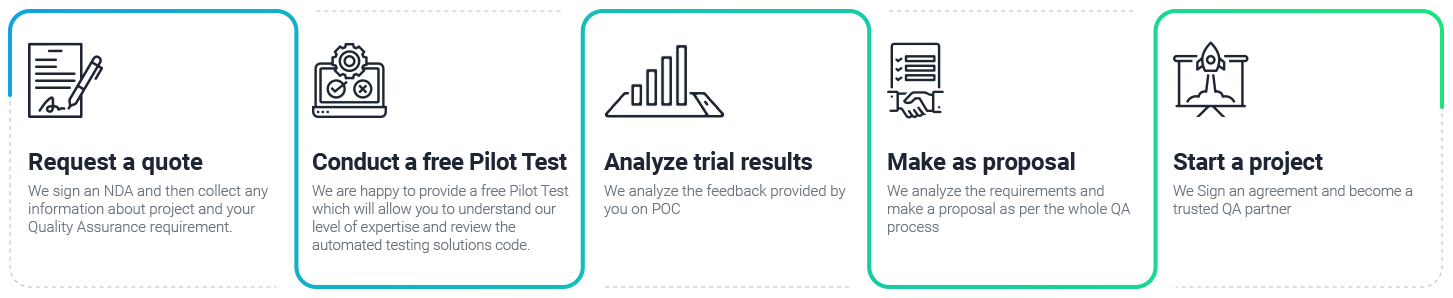 Request a quote
We sign an NDA and then collect any
information about project and your
Quality Assurance requirement.
Conduct a free Pilot Test
We are happy to provide a free Pilot Test
which will allow you to understand our
level of expertise and review the
automated testing solutions code.
Analyze trial results
We analyze the feedback provided by
you on POC
Make as proposal
We analyze the requirements and
make a proposal as per the whole QA
process
Start a project
We Sign an agreement and become a
trusted QA partner